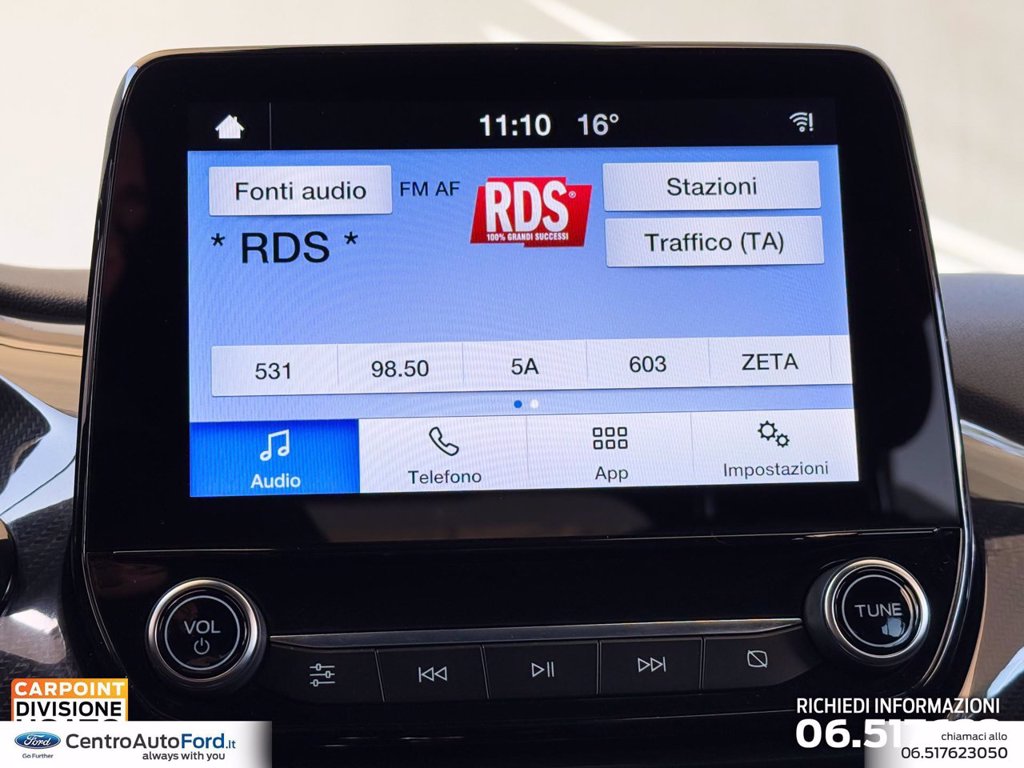 11:10 16°
Fonti audio
FM AF
RDS®
100% GRANDI SUCCESSI
Stazioni
Traffico (TA)
* RDS *
531
98.50
5A
603
ZETA
Audio
Telefono
App
Impostazioni
VOL
TUNE
CARPOINT
DIVISIONE
Ford
Go Further
CentroAutoFord.it
always with you
RICHIEDI INFORMAZIONI
chiamaci allo
06.517623050